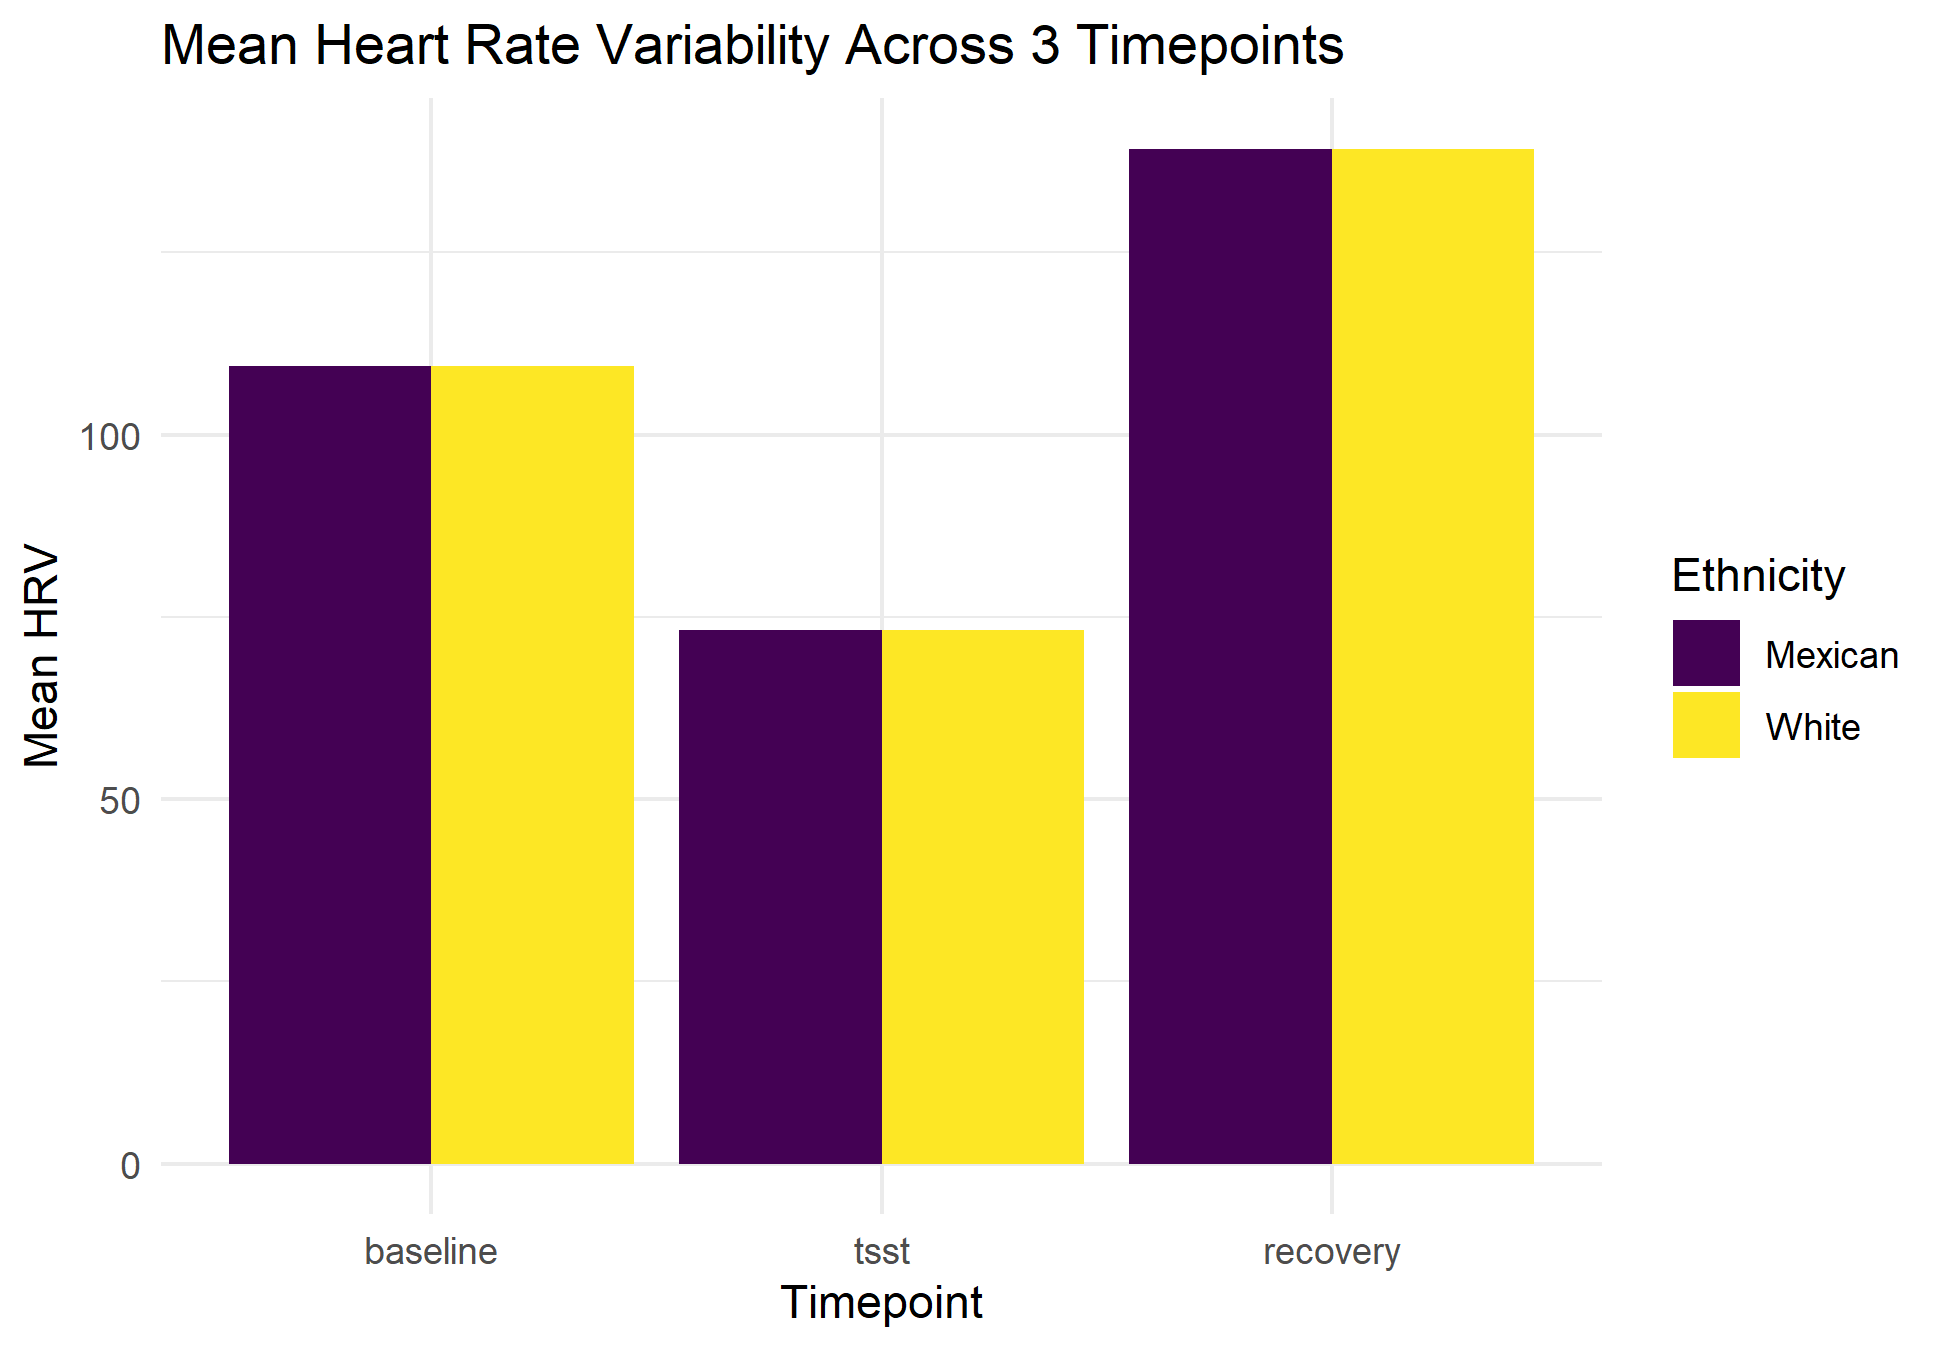 Mean Heart Rate Variability Across 3 Timepoints
Mean HRV
100
50
0
baseline tsst recovery
Timepoint
Ethnicity
Mexican
White